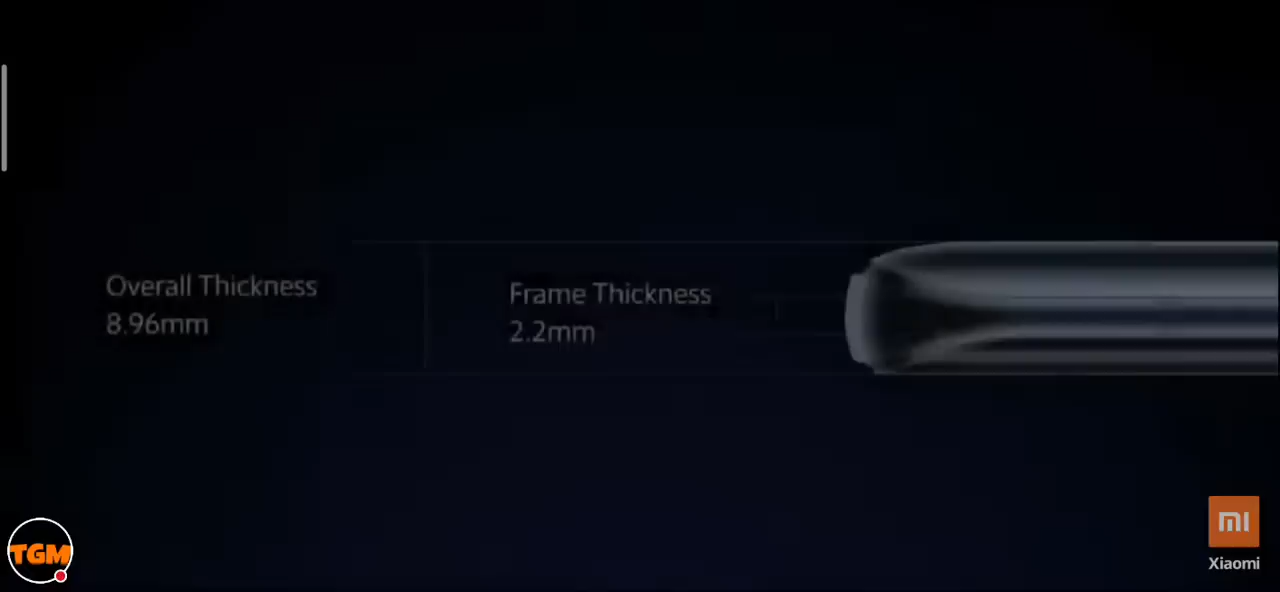 Overall Thickness
8.96mm
Frame Thickness
2.2mm
TGM
MI
Xiaomi